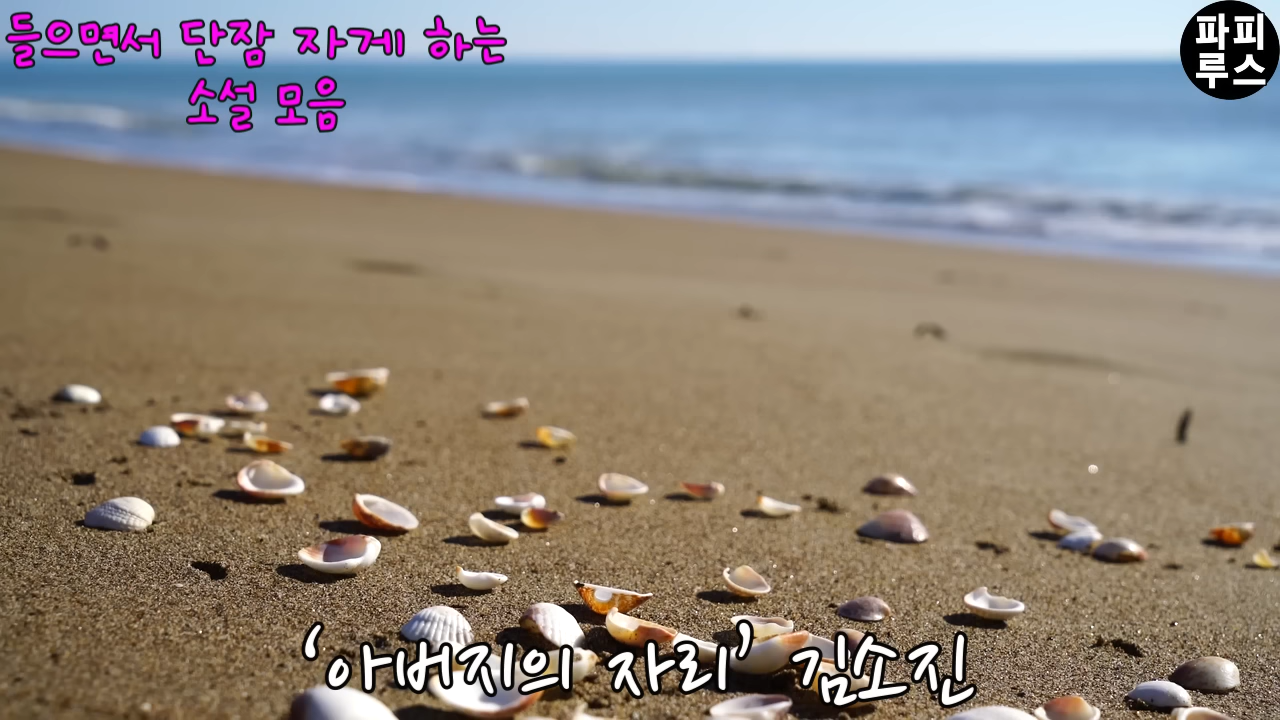 들으면서 단잠 자게 하는
소설 모음
파피
루스
‘아버지의 자리’ 김소진